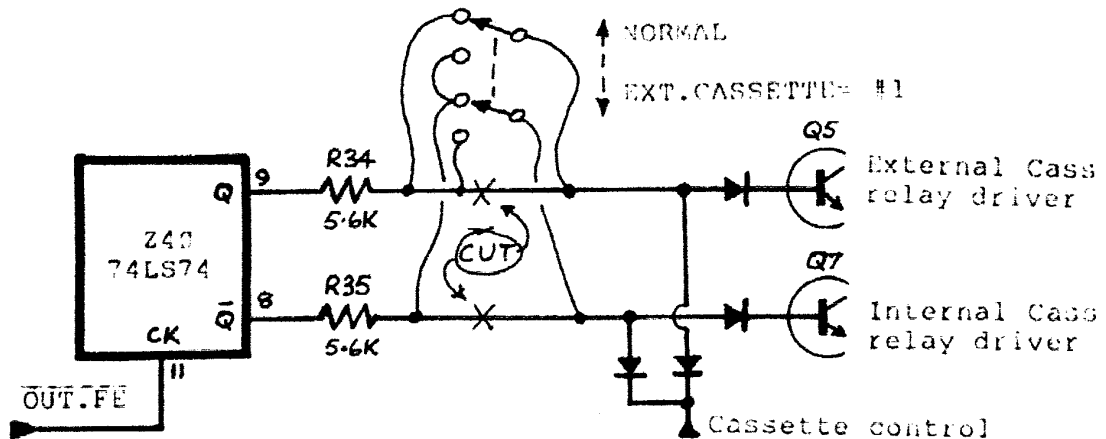 NORMAL
EXT.CASSETTE= #1
Q5
External Cass
relay driver
R34
5.6K
Q
9
Z40
74LS74
CUT
Q7
Internal Cass
relay driver
R35
5.6K
Q̅
8
CK
11
OUT.FE
Cassette control